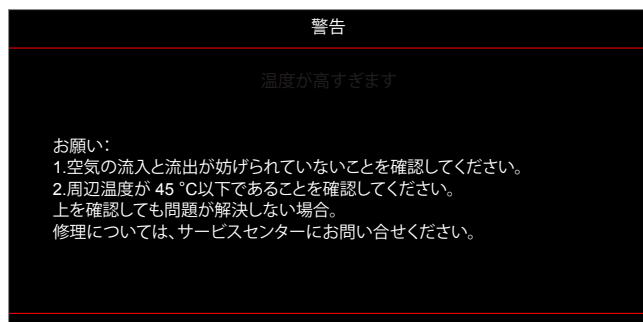 警告
温度が高すぎます
お願い：
1.空気の流入と流出が妨げられていないことを確認してください。
2.周辺温度が 45 °C以下であることを確認してください。
上を確認しても問題が解決しない場合。
修理については、サービスセンターにお問い合せください。